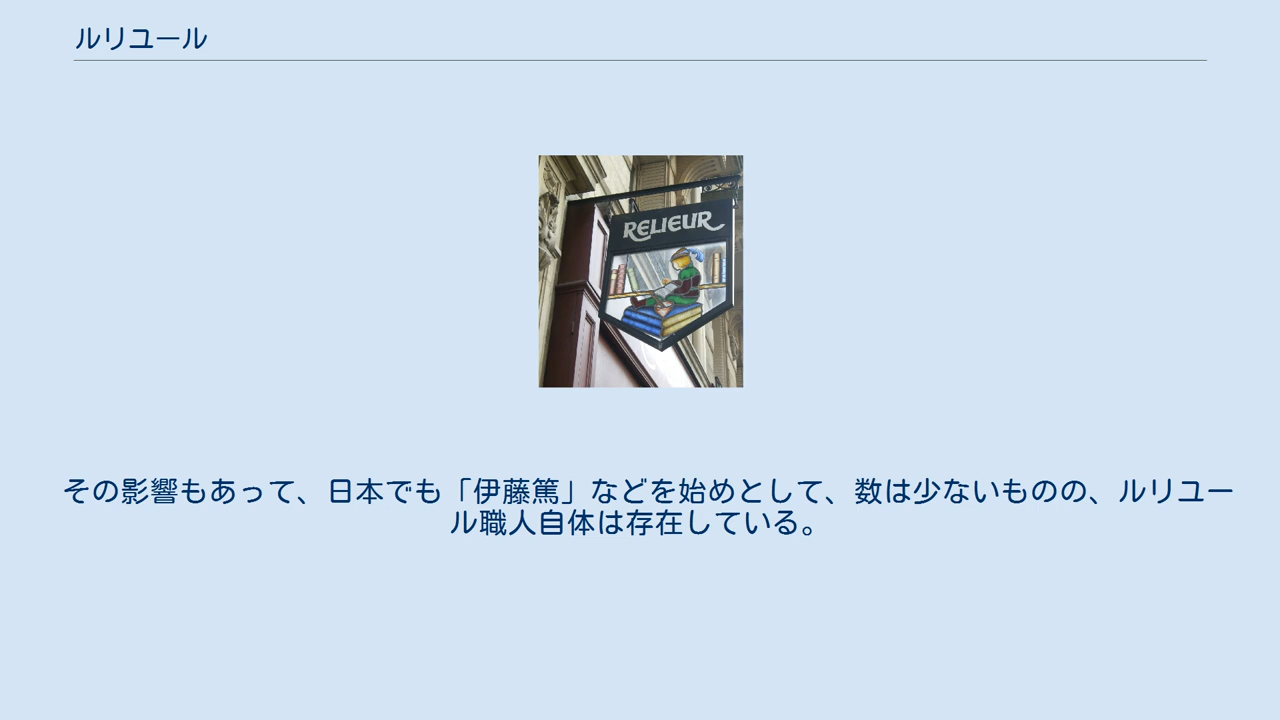 ルリユール
RELIEUR
その影響もあって、日本でも「伊藤篤」などを始めとして、数は少ないものの、ルリユー
ル職人自体は存在している。